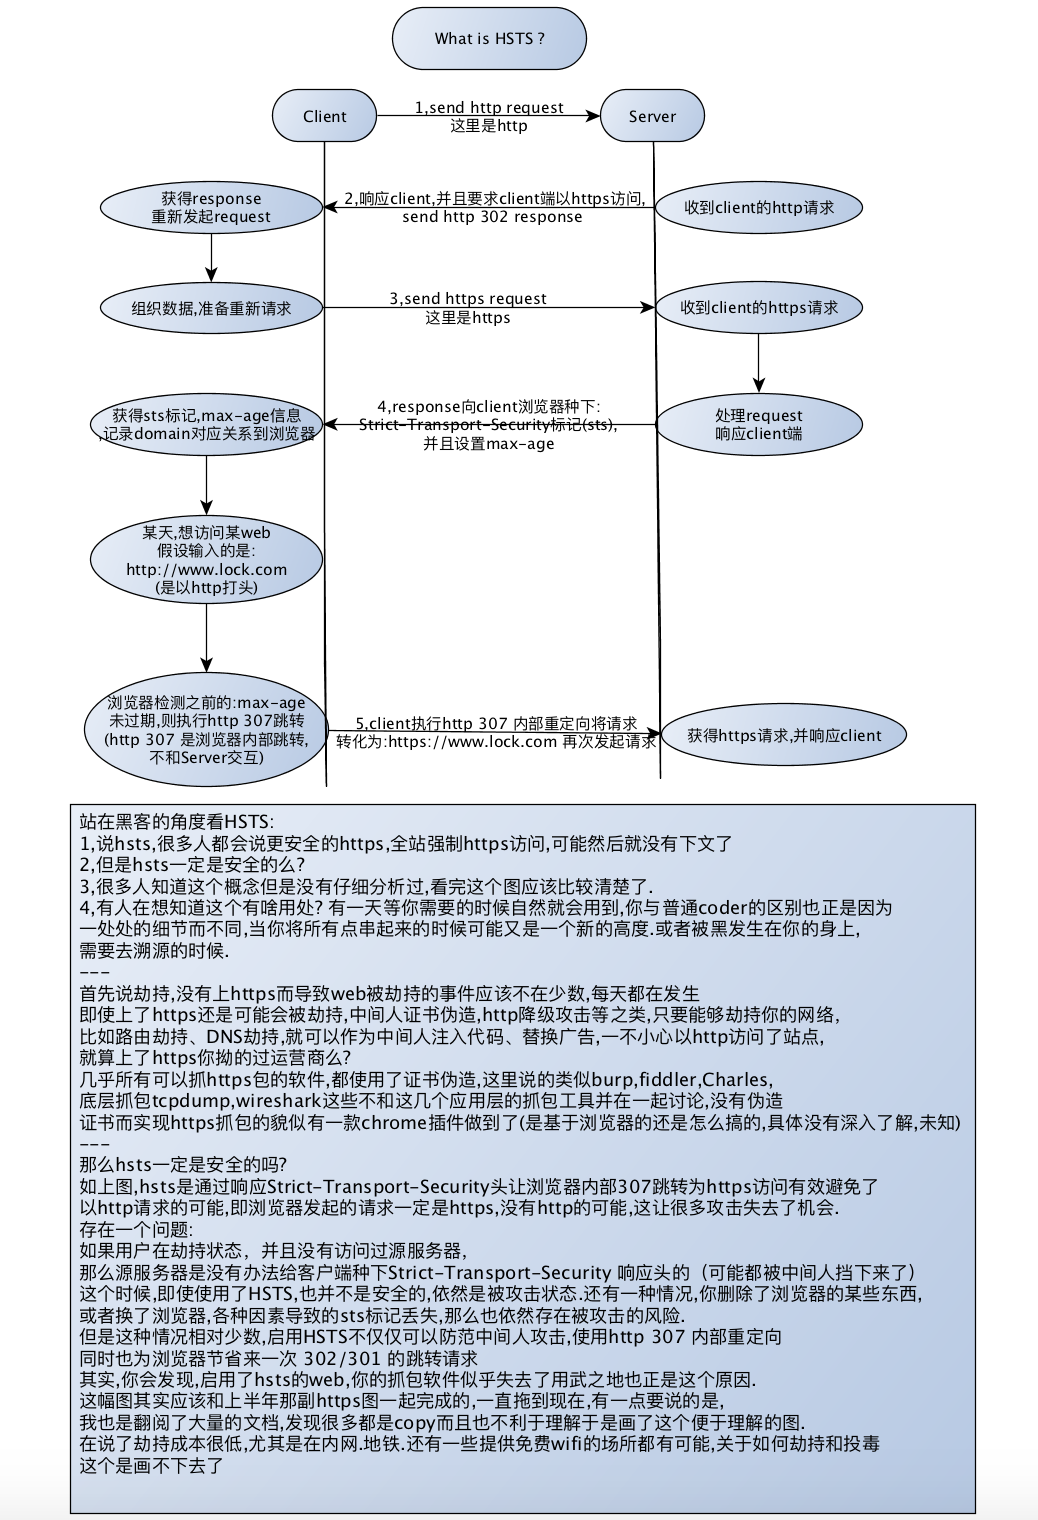 What is HSTS ?
Client
1,send http request
这里是http
Server
获得response
重新发起request
2,响应client,并且要求client端以https访问,
send http 302 response
收到client的http请求
组织数据,准备重新请求
3,send https request
这里是https
收到client的https请求
获得sts标记,max-age信息
,记录domain对应关系到浏览器
4,response向client浏览器种下:
Strict-Transport-Security标记(sts),
并且设置max-age
处理request
响应client端
某天,想访问某web
假设输入的是:
http://www.lock.com
(是以http打头)
浏览器检测之前的:max-age
未过期,则执行http 307跳转
(http 307 是浏览器内部跳转,
不和Server交互)
5,client执行http 307 内部重定向将请求
转化为:https://www.lock.com 再次发起请求
获得https请求,并响应client
站在黑客的角度看HSTS:
1,说hsts,很多人都会说更安全的https,全站强制https访问,可能然后就没有下文了
2,但是hsts一定是安全的么?
3,很多人知道这个概念但是没有仔细分析过,看完这个图应该比较清楚了.
4,有人在想知道这个有啥用处? 有一天等你需要的时候自然就会用到,你与普通coder的区别也正是因为
一处处的细节而不同,当你将所有点串起来的时候可能又是一个新的高度.或者被黑发生在你的身上,
需要去溯源的时候.
---
首先说劫持,没有上https而导致web被劫持的事件应该不在少数,每天都在发生
即使上了https还是可能会被劫持,中间人证书伪造,http降级攻击等之类,只要能够劫持你的网络,
比如路由劫持、DNS劫持,就可以作为中间人注入代码、替换广告,一不小心以http访问了站点,
就算上了https你拗的过运营商么?
几乎所有可以抓https包的软件,都使用了证书伪造,这里说的类似burp,fiddler,Charles,
底层抓包tcpdump,wireshark这些不和这几个应用层的抓包工具并在一起讨论,没有伪造
证书而实现https抓包的貌似有一款chrome插件做到了(是基于浏览器的还是怎么搞的,具体没有深入了解,未知)
---
那么hsts一定是安全的吗?
如上图,hsts是通过响应Strict-Transport-Security头让浏览器内部307跳转为https访问有效避免了
以http请求的可能,即浏览器发起的请求一定是https,没有http的可能,这让很多攻击失去了机会.
存在一个问题:
如果用户在劫持状态，并且没有访问过源服务器，
那么源服务器是没有办法给客户端种下Strict-Transport-Security 响应头的（可能都被中间人挡下来了）
这个时候,即使使用了HSTS,也并不是安全的,依然是被攻击状态.还有一种情况,你删除了浏览器的某些东西,
或者换了浏览器,各种因素导致的sts标记丢失,那么也依然存在被攻击的风险.
但是这种情况相对少数,启用HSTS不仅仅可以防范中间人攻击,使用http 307 内部重定向
同时也为浏览器节省来一次 302/301 的跳转请求
其实,你会发现,启用了hsts的web,你的抓包软件似乎失去了用武之地也正是这个原因.
这幅图其实应该和上半年那副https图一起完成的,一直拖到现在,有一点要说的是,
我也是翻阅了大量的文档,发现很多都是copy而且也不利于理解于是画了这个便于理解的图.
在说了劫持成本很低,尤其是在内网.地铁.还有一些提供免费wifi的场所都有可能,关于如何劫持和投毒
这个是画不下去了